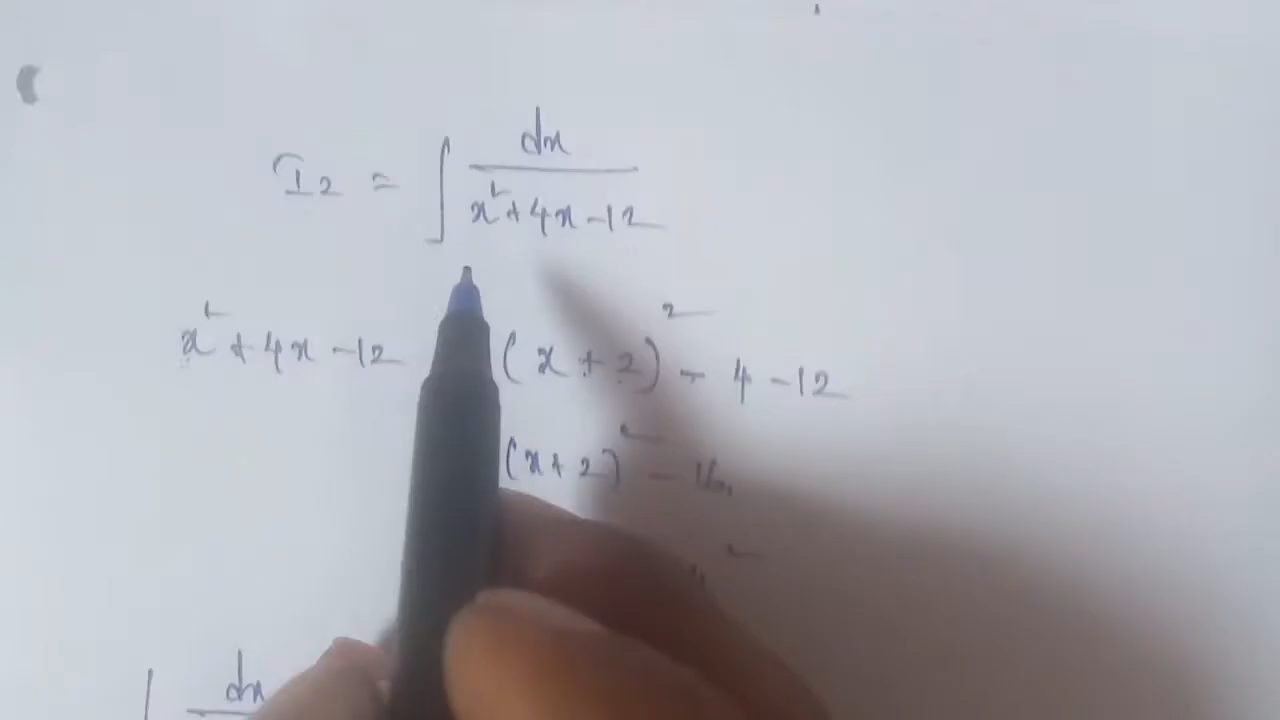 I2 = ∫ dx / x² + 4x - 12
x² + 4x - 12 (x + 2)² - 4 - 12
(x + 2)² - 16.
dx